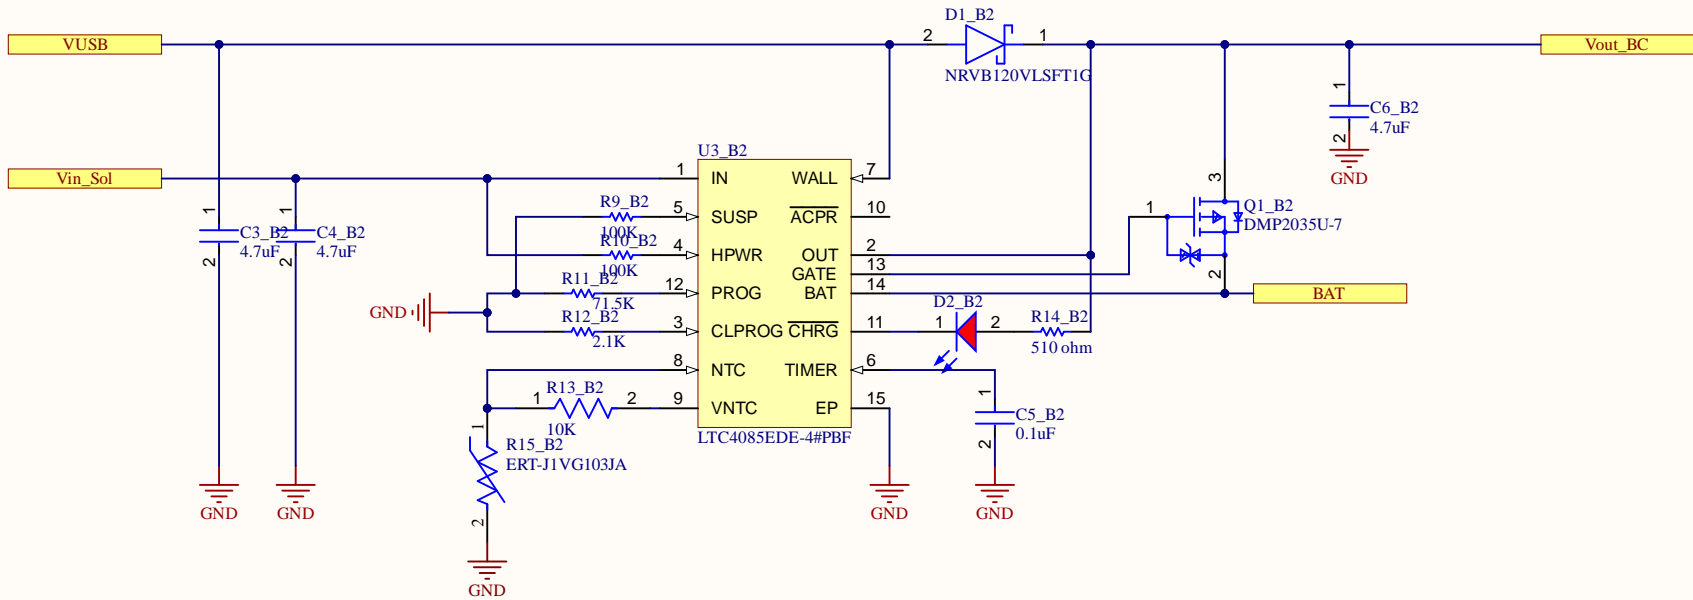 D1_B2
VUSB
2
1
Vout_BC
NRVB120VLSFT1G
1
C6_B2
4.7uF
2
GND
U3_B2
Vin_Sol
1
IN
WALL
7
3
R9_B2
100K
5
SUSP
ACPR
10
1
Q1_B2
DMP2035U-7
1
C3_B2
4.7uF
2
1
C4_B2
4.7uF
2
R10_B2
100K
4
HPWR
OUT
2
GATE
13
2
R11_B2
71.5K
12
PROG
BAT
14
BAT
GND
R12_B2
2.1K
3
CLPROG
CHRG
11
D2_B2
1
2
R14_B2
510 ohm
8
NTC
TIMER
6
R13_B2
1
2
10K
9
VNTC
EP
15
1
C5_B2
0.1uF
2
LTC4085EDE-4#PBF
1
R15_B2
ERT-J1VG103JA
2
GND
GND
GND
GND
GND